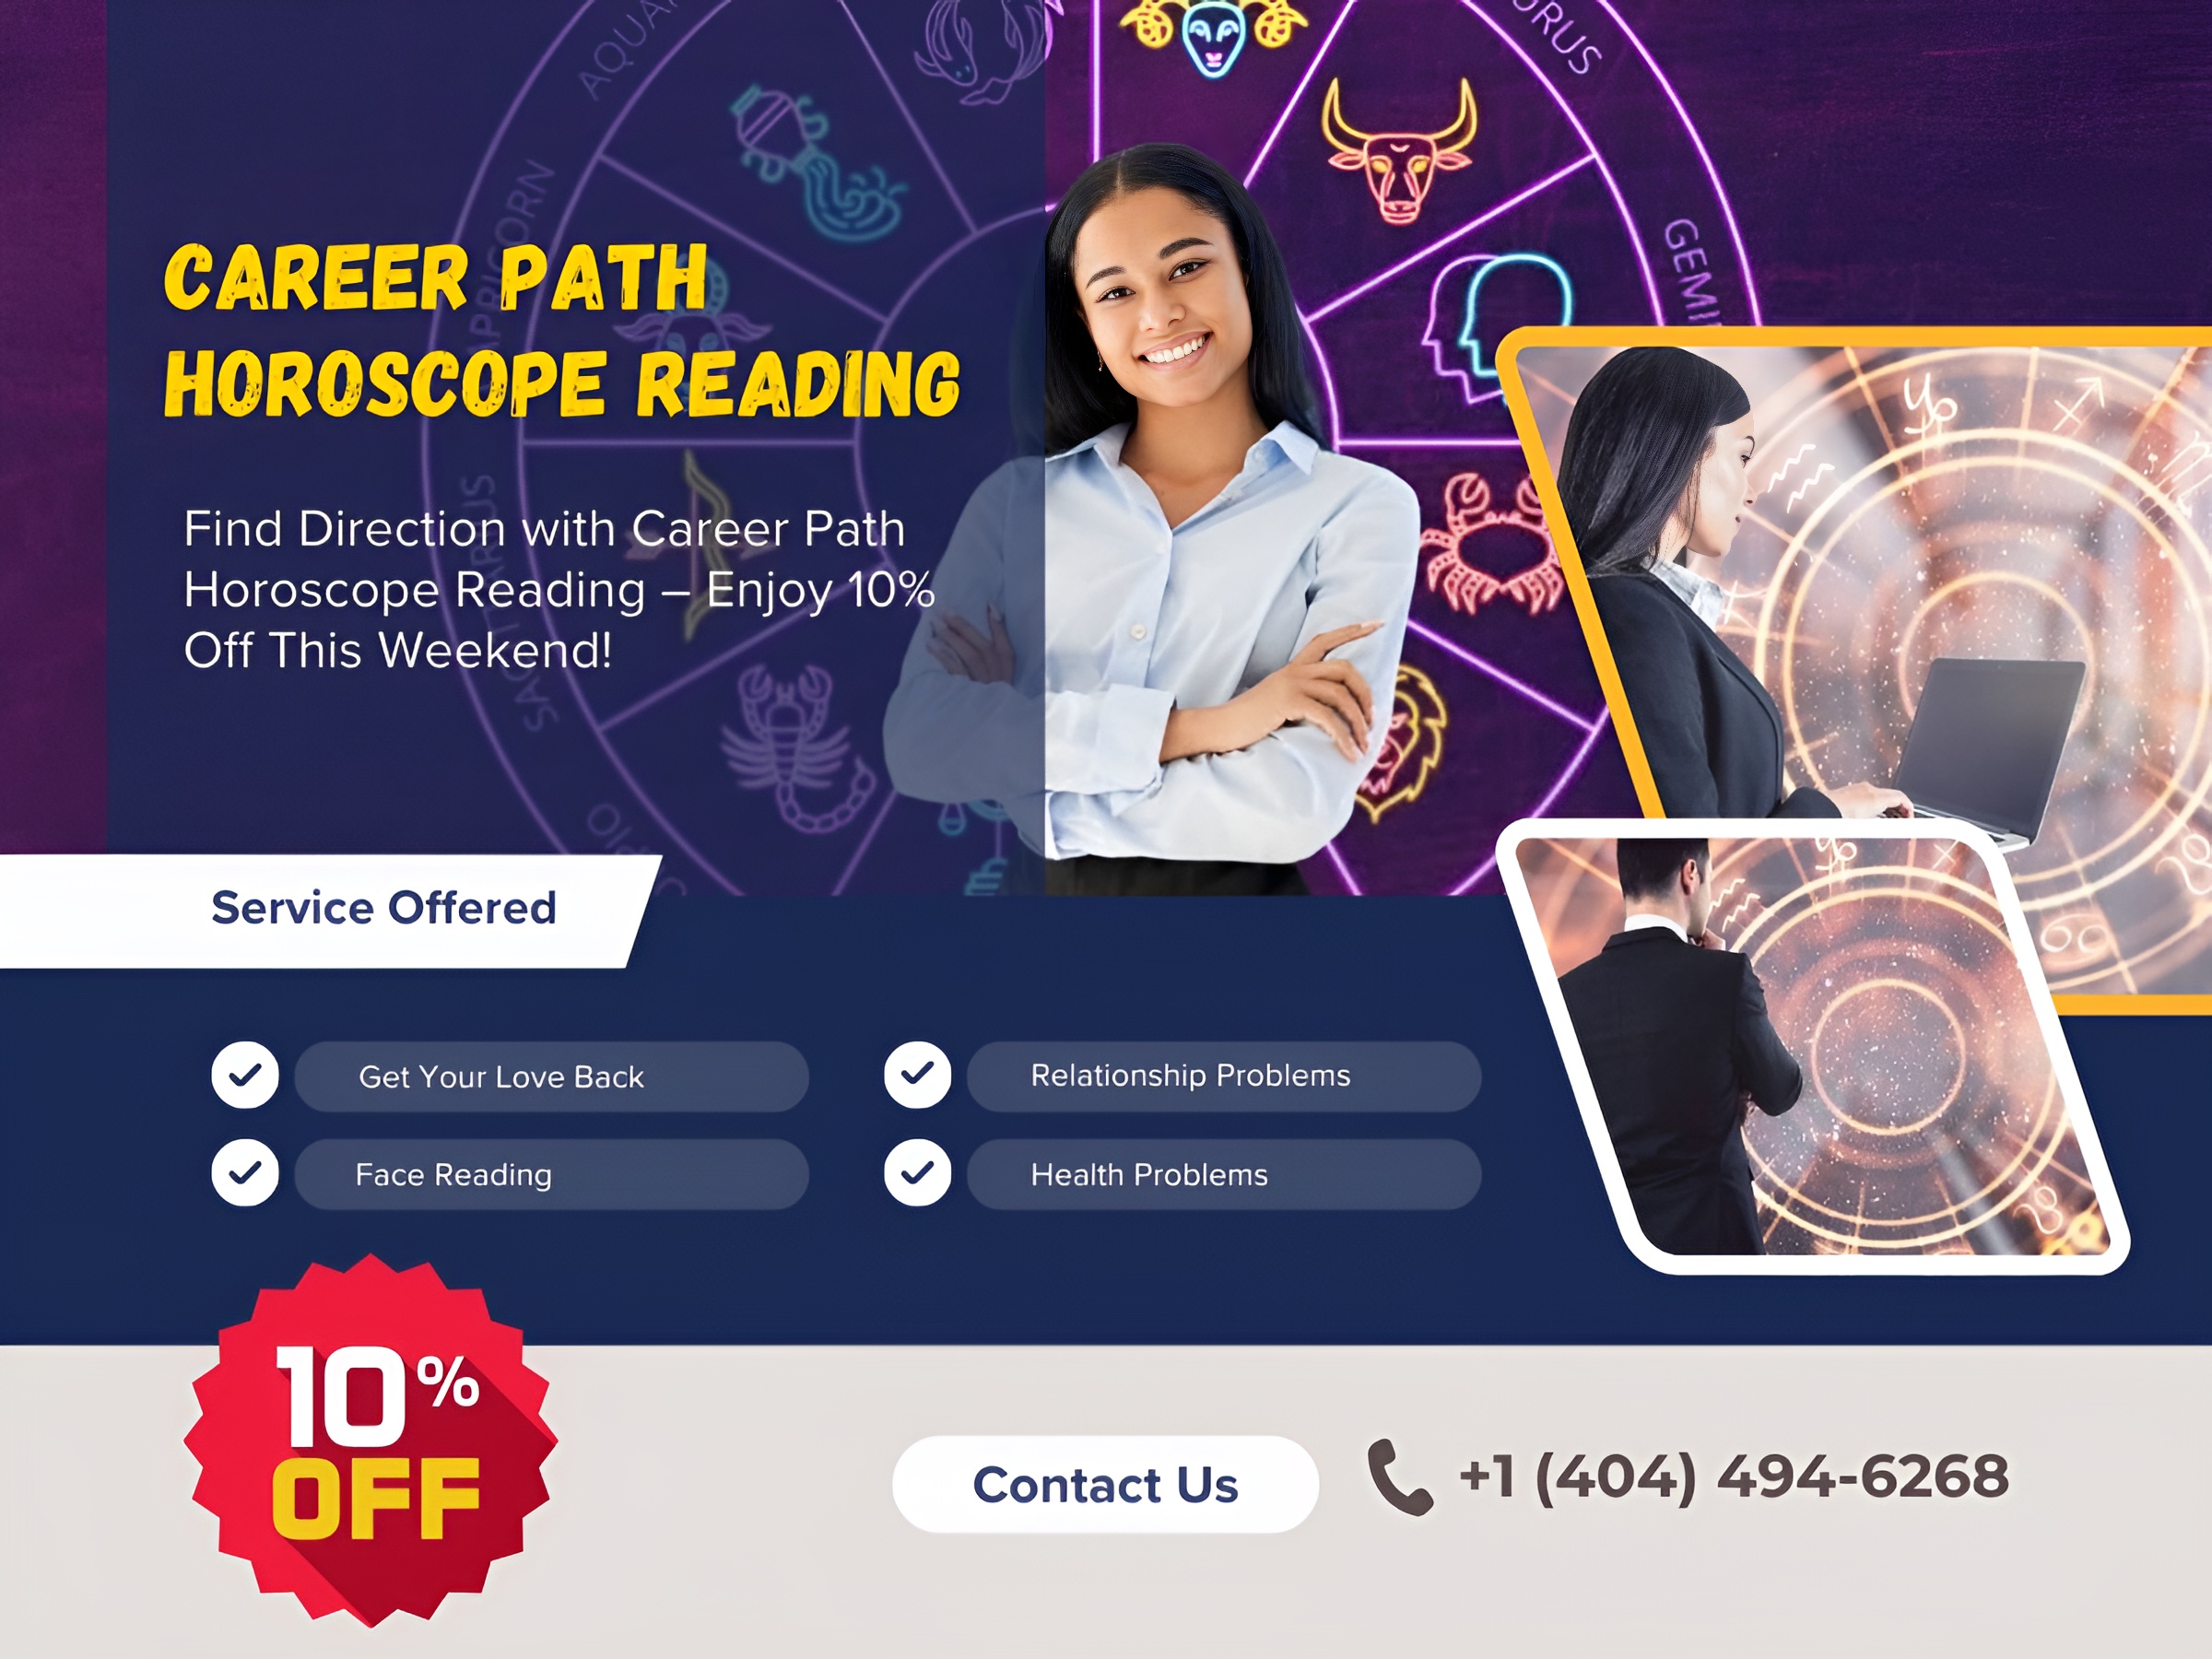 CAREER PATH
HOROSCOPE READING
Find Direction with Career Path
Horoscope Reading – Enjoy 10%
Off This Weekend!
GEMI
Service Offered
Get Your Love Back
Relationship Problems
Face Reading
Health Problems
10%
OFF
Contact Us
+1 (404) 494-6268